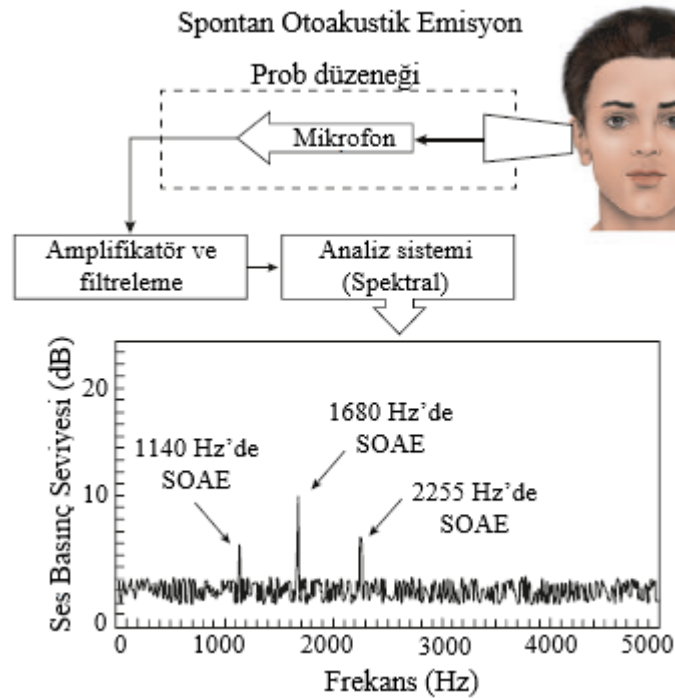 Spontan Otoakustik Emisyon
Prob düzeneği
Mikrofon
Amplifikatör ve
filtreleme
Analiz sistemi
(Spektral)
Ses Basınç Seviyesi (dB)
20
10
0
1140 Hz’de
SOAE
1680 Hz’de
SOAE
2255 Hz’de
SOAE
0 1000 2000 3000 4000 5000
Frekans (Hz)